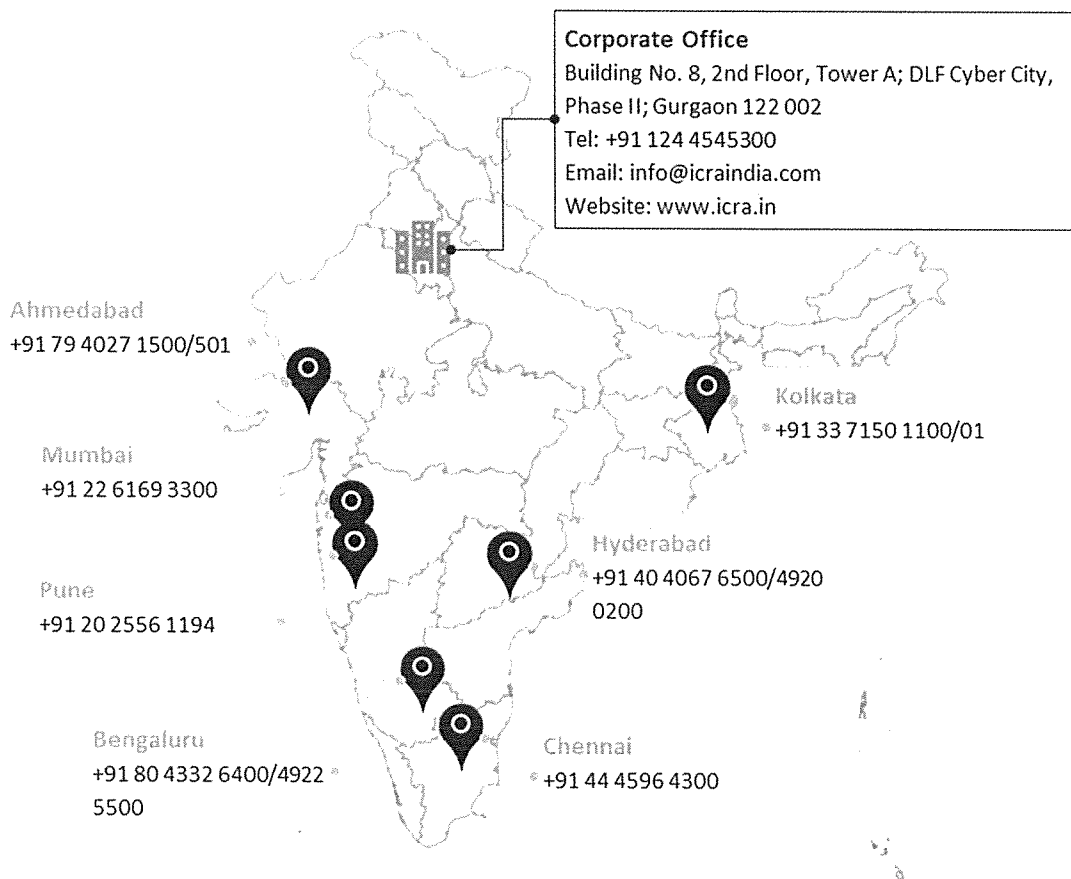 Corporate Office
Building No. 8, 2nd Floor, Tower A; DLF Cyber City,
Phase II; Gurgaon 122 002
Tel: +91 124 4545300
Email: info@icraindia.com
Website: www.icra.in
Ahmedabad
+91 79 4027 1500/501
Kolkata
+91 33 7150 1100/01
Mumbai
+91 22 6169 3300
Hyderabad
+91 40 4067 6500/4920
0200
Pune
+91 20 2556 1194
Bengaluru
+91 80 4332 6400/4922
5500
Chennai
+91 44 4596 4300